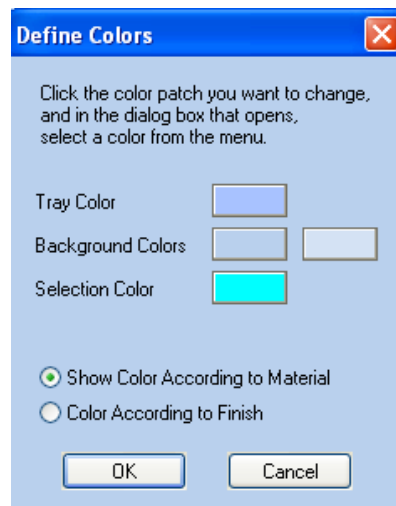 Define Colors
Click the color patch you want to change,
and in the dialog box that opens,
select a color from the menu.
Tray Color
Background Colors
Selection Color
Show Color According to Material
Color According to Finish
OK Cancel